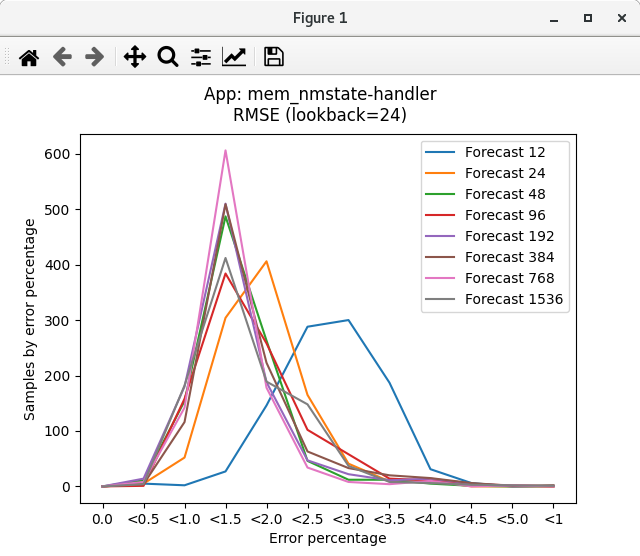 Figure 1
App: mem_nmstate-handler
RMSE (lookback=24)
Samples by error percentage
600
500
400
300
200
100
0
Forecast 12
Forecast 24
Forecast 48
Forecast 96
Forecast 192
Forecast 384
Forecast 768
Forecast 1536
0.0 <0.5 <1.0 <1.5 <2.0 <2.5 <3.0 <3.5 <4.0 <4.5 <5.0 <1
Error percentage